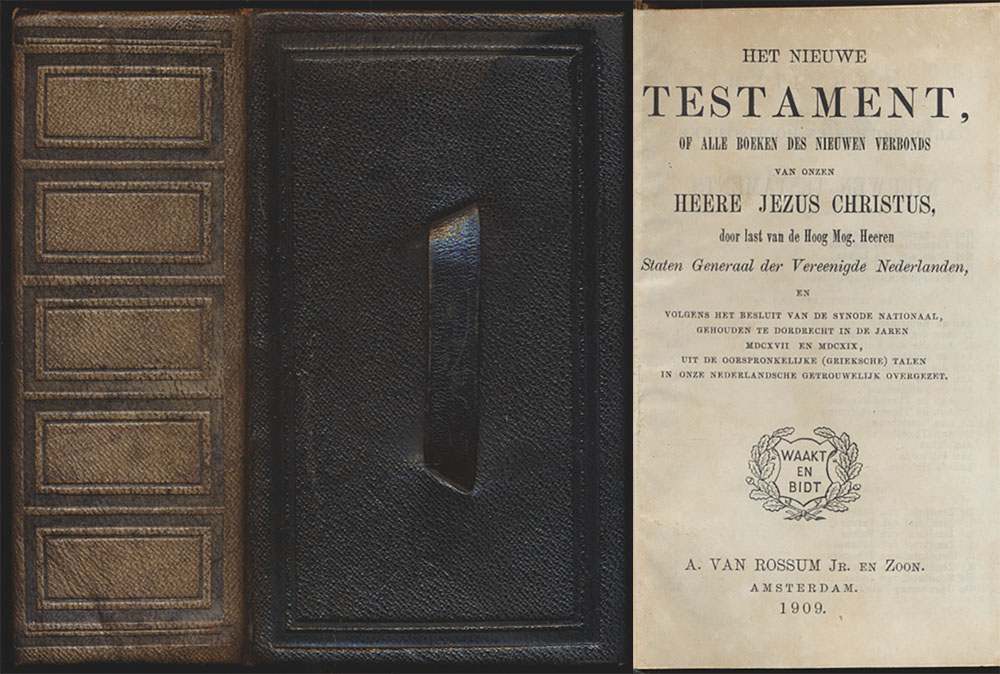 HET NIEUWE
TESTAMENT,
OF ALLE BOEKEN DES NIEUWEN VERBONDS
VAN ONZEN
HEERE JEZUS CHRISTUS,
door last van de Hoog Mog. Heeren
Staten Generaal der Vereenigde Nederlanden,
EN
VOLGENS HET BESLUIT VAN DE SYNODE NATIONAAL,
GEHOUDEN TE DORDRECHT IN DE JAREN
MDCXVII EN MDCXIX,
UIT DE OORSPRONKELIJKE (GRIEKSCHE) TALEN
IN ONZE NEDERLANDSCHE GETROUWELIJK OVERGEZET.
WAAKT
EN
BIDT
A. VAN ROSSUM JR. EN ZOON.
AMSTERDAM.
1909.